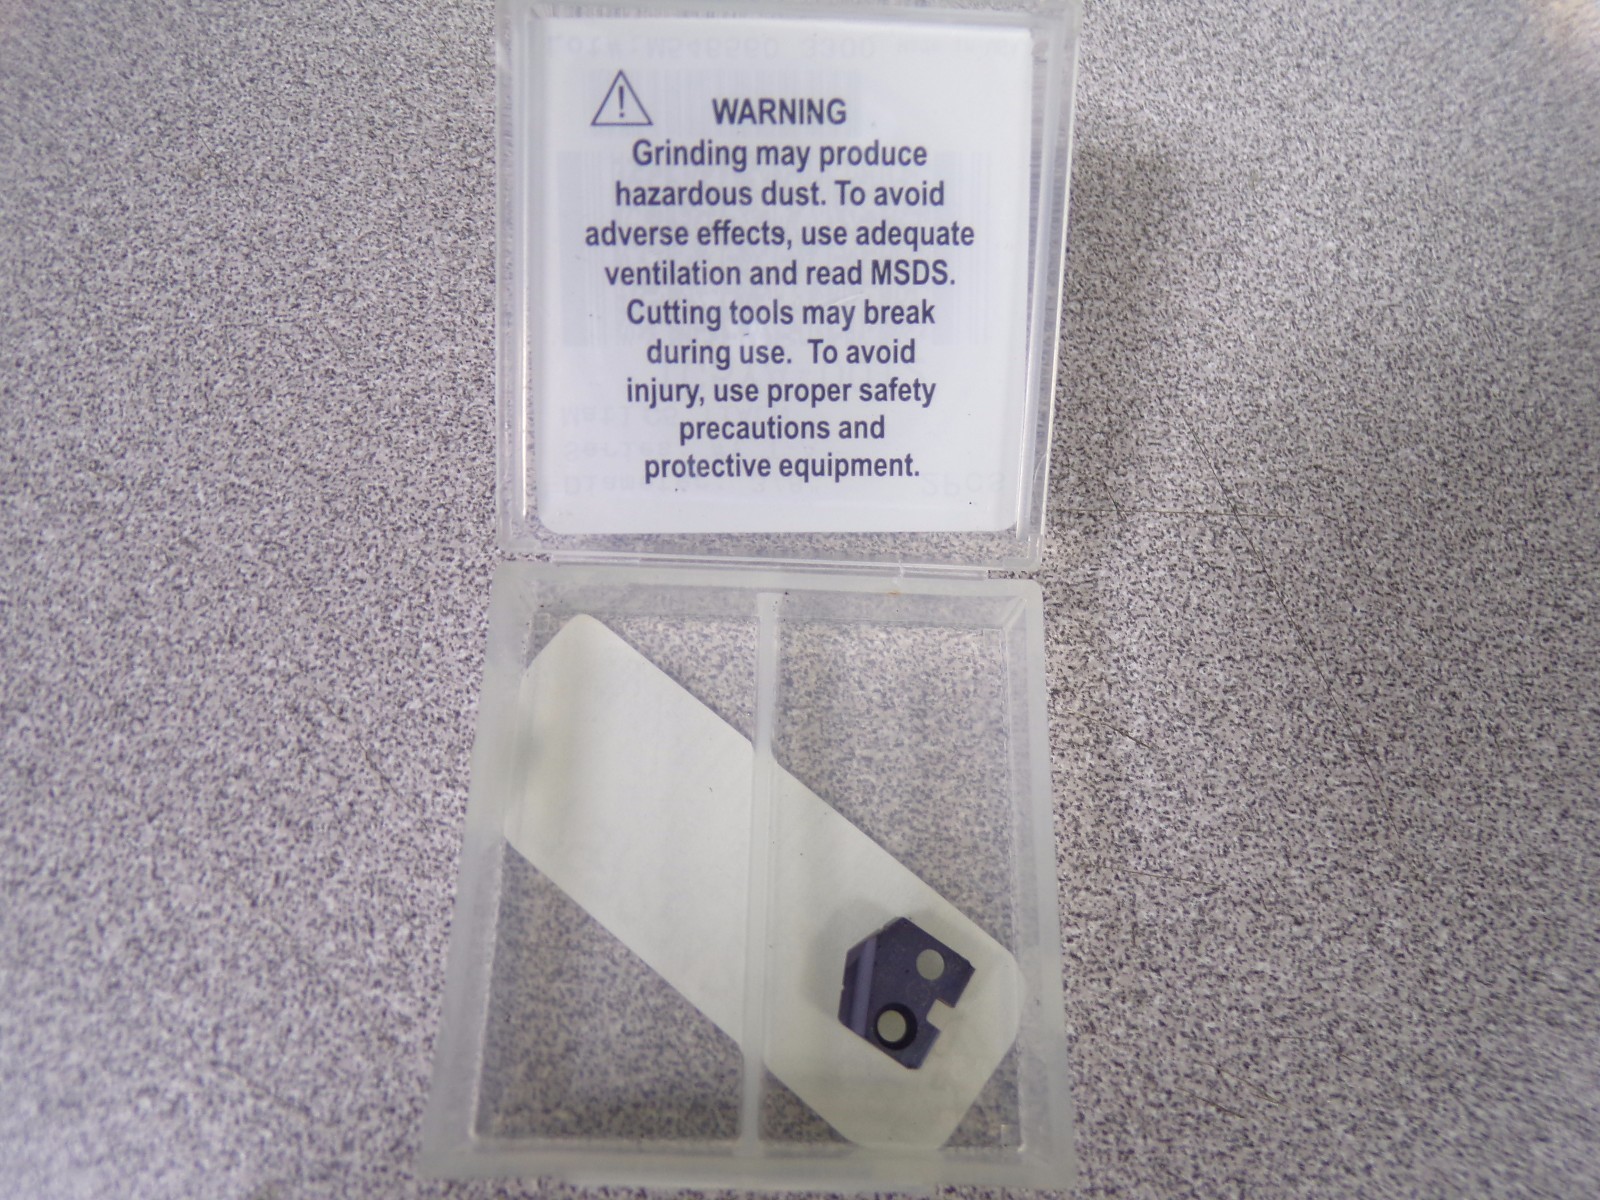 WARNING
Grinding may produce
hazardous dust. To avoid
adverse effects, use adequate
ventilation and read MSDS.
Cutting tools may break
during use. To avoid
injury, use proper safety
precautions and
protective equipment.
2PCS